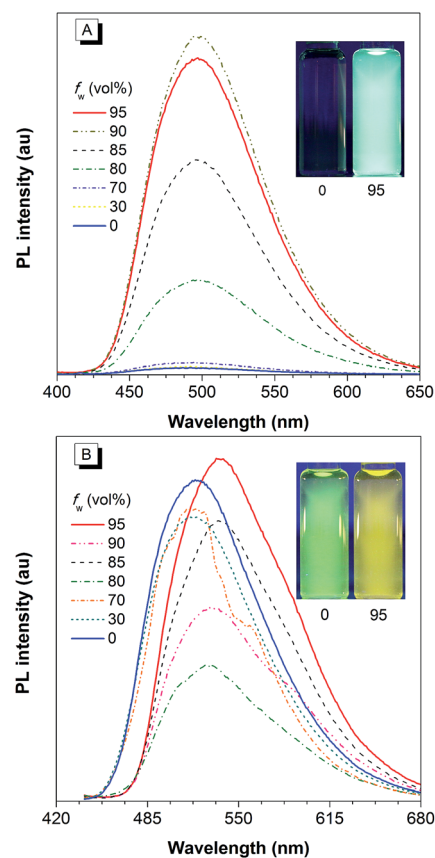 A
f_w (vol%)
95
90
85
80
70
30
0
0 95
PL intensity (au)
400 450 500 550 600 650
Wavelength (nm)
B
f_w (vol%)
95
90
85
80
70
30
0
0 95
PL intensity (au)
420 485 550 615 680
Wavelength (nm)